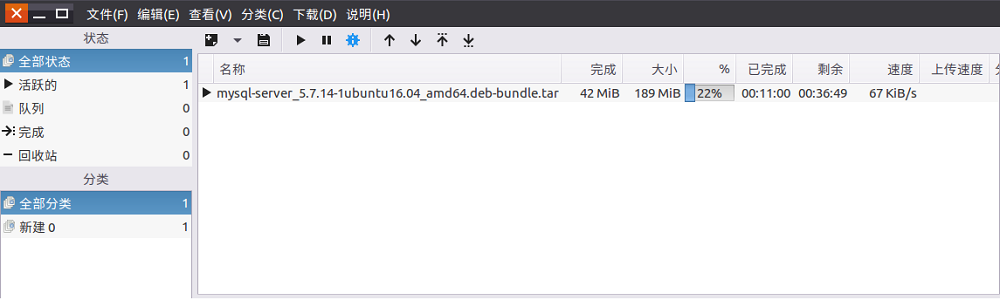 文件(F) 编辑(E) 查看(V) 分类(C) 下载(D) 说明(H)
状态
全部状态 1
活跃的 1
队列 0
完成 0
回收站 0
分类
全部分类 1
新建 0 1
名称 完成 大小 % 已完成 剩余 速度 上传速度
mysql-server_5.7.14-1ubuntu16.04_amd64.deb-bundle.tar 42 MiB 189 MiB 22% 00:11:00 00:36:49 67 KiB/s